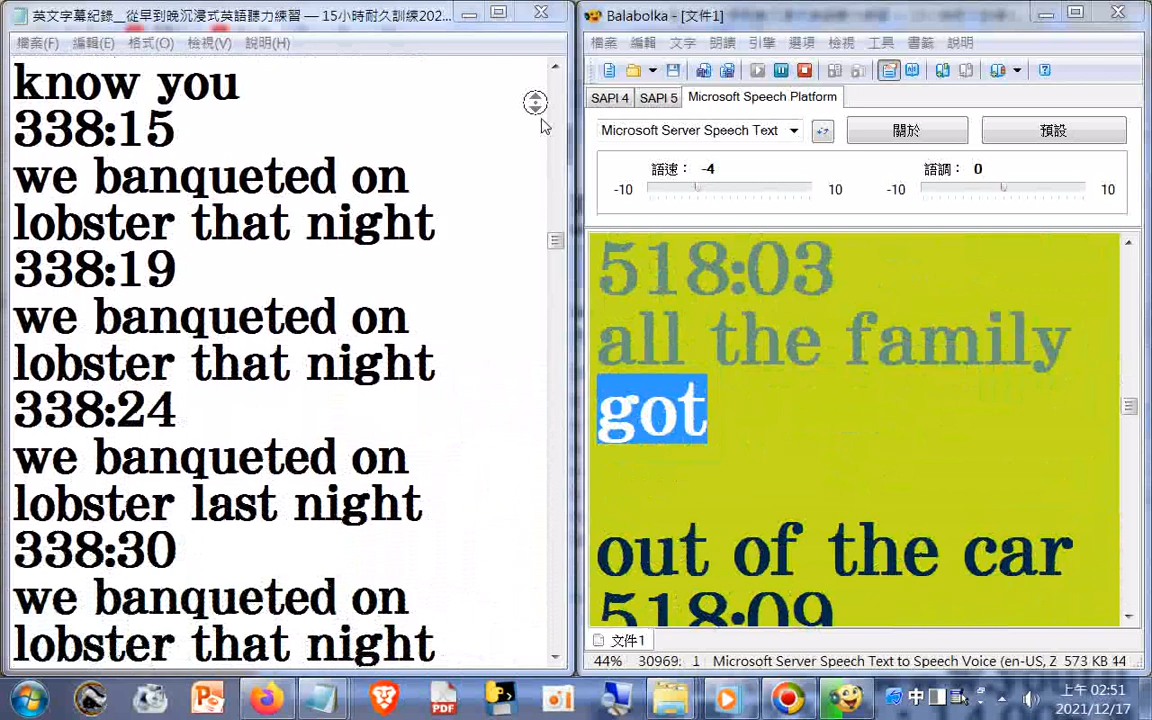 英文字幕紀錄__從早到晚沉浸式英語聽力練習 — 15小時耐久訓練202...
檔案(F) 編輯(E) 格式(O) 檢視(V) 說明(H)
know you
338:15
we banqueted on
lobster that night
338:19
we banqueted on
lobster that night
338:24
we banqueted on
lobster last night
338:30
we banqueted on
lobster that night
Balabolka - [文件1]
檔案 編輯 文字 朗讀 引擎 選項 檢視 工具 書籤 說明
SAPI 4 SAPI 5 Microsoft Speech Platform
Microsoft Server Speech Text 關於 預設
語速： -4 語調： 0
-10 10 -10 10
518:03
all the family
got
out of the car
518:09
文件1
44% 30969: 1 Microsoft Server Speech Text to Speech Voice (en-US, Z 573 KB 44
PDF 中 上午 02:51
2021/12/17